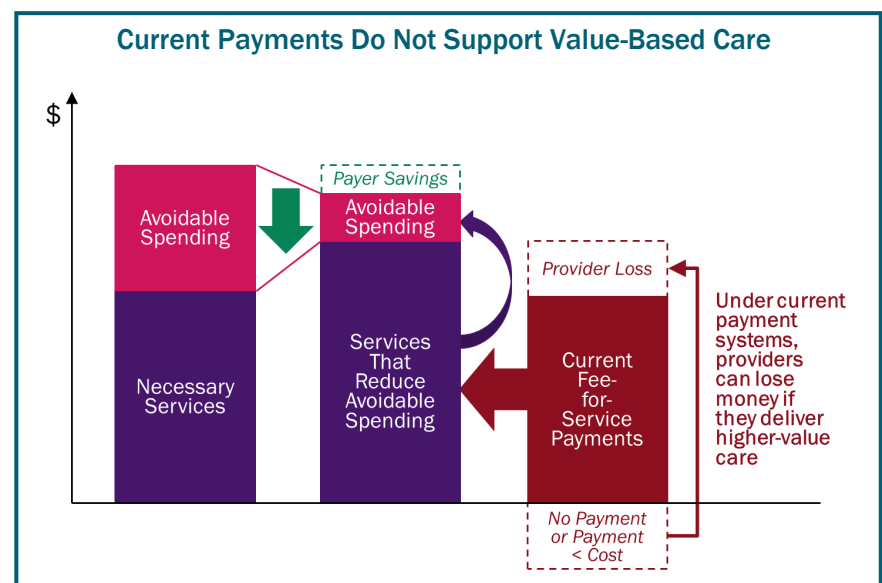 Current Payments Do Not Support Value-Based Care
$
Avoidable
Spending
Necessary
Services
Payer Savings
Avoidable
Spending
Services
That
Reduce
Avoidable
Spending
Provider Loss
Current
Fee-
for-
Service
Payments
No Payment
or Payment
< Cost
Under current
payment
systems,
providers
can lose
money if
they deliver
higher-value
care